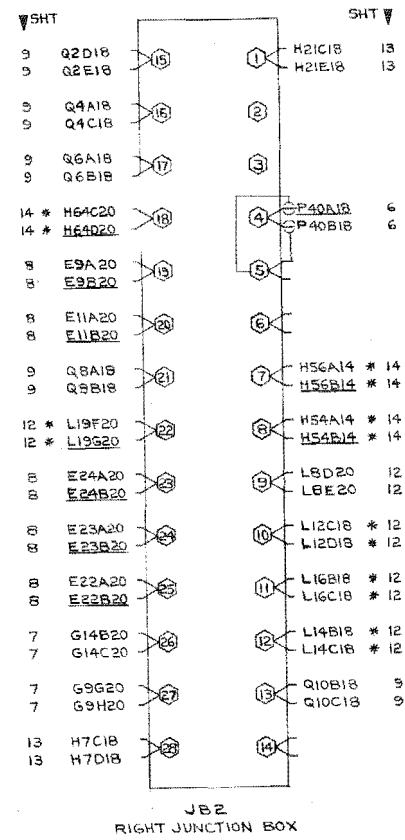 SHT SHT
9 Q2D18 15 1 H21C18 13
9 Q2E18 H21E18 13
9 Q4A18 16 2
9 Q4C18
9 Q6A18 17 3
9 Q6B18
14 * H64C20 18 4 P40A18 6
14 * H64D20 P40B18 6
8 E9A20 19 5
8 E9B20
8 E11A20 20 6
8 E11B20
9 Q8A18 21 7 H56A14 * 14
9 Q8B18 H56B14 * 14
12 * L19F20 22 8 H54A14 * 14
12 * L19G20 H54B14 * 14
8 E24A20 23 9 L8D20 12
8 E24B20 L8E20 12
8 E23A20 24 10 L12C18 * 12
8 E23B20 L12D18 * 12
8 E22A20 25 11 L16B18 * 12
8 E22B20 L16C18 * 12
7 G14B20 26 12 L14B18 * 12
7 G14C20 L14C18 * 12
7 G9G20 27 13 Q10B18 9
7 G9H20 Q10C18 9
13 H7C18 28 14
13 H7D18
JB2
RIGHT JUNCTION BOX